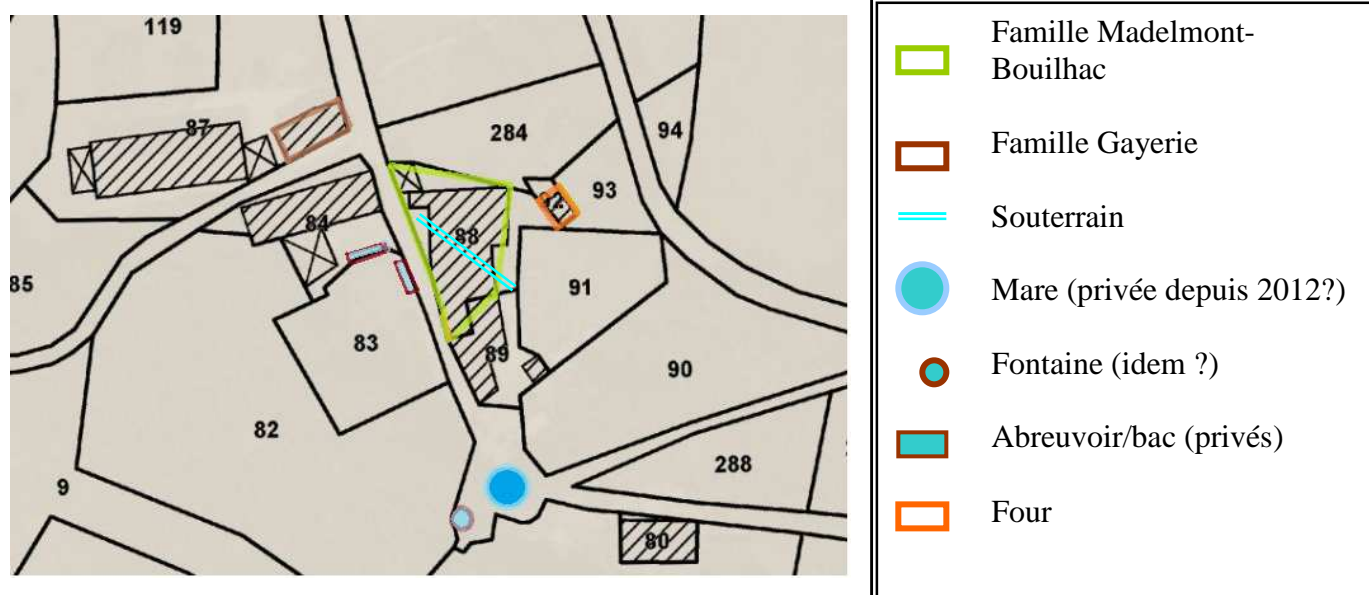 119
87
284
94
93
88
84
85
91
83
89
90
82
288
9
80
Famille Madelmont-
Bouilhac
Famille Gayerie
Souterrain
Mare (privée depuis 2012?)
Fontaine (idem ?)
Abreuvoir/bac (privés)
Four